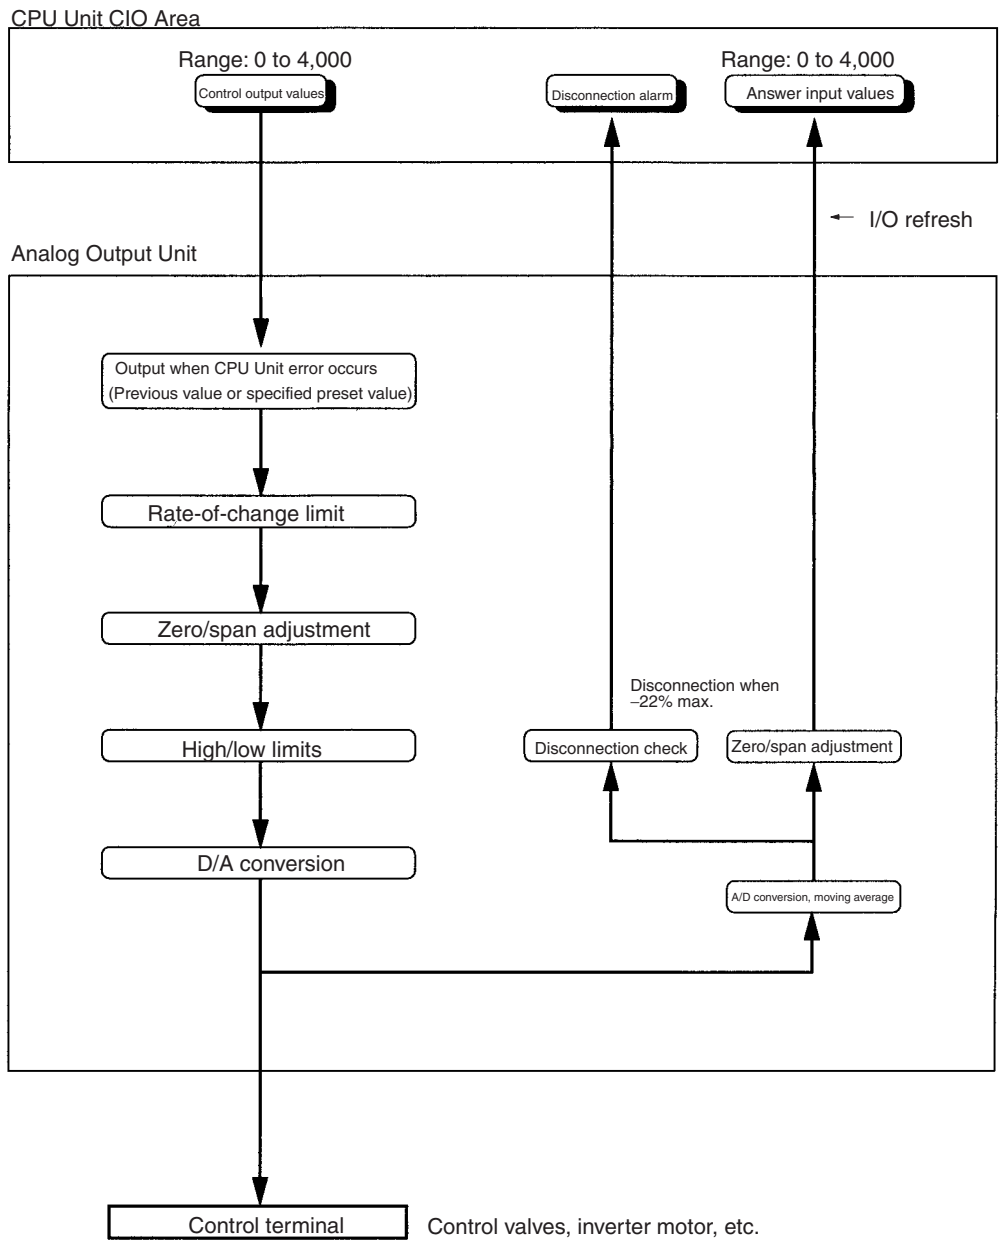 CPU Unit CIO Area
Range: 0 to 4,000
Range: 0 to 4,000
Control output values
Disconnection alarm
Answer input values
I/O refresh
Analog Output Unit
Output when CPU Unit error occurs
(Previous value or specified preset value)
Rate-of-change limit
Zero/span adjustment
Disconnection when
–22% max.
High/low limits
Disconnection check
Zero/span adjustment
D/A conversion
A/D conversion, moving average
Control terminal
Control valves, inverter motor, etc.